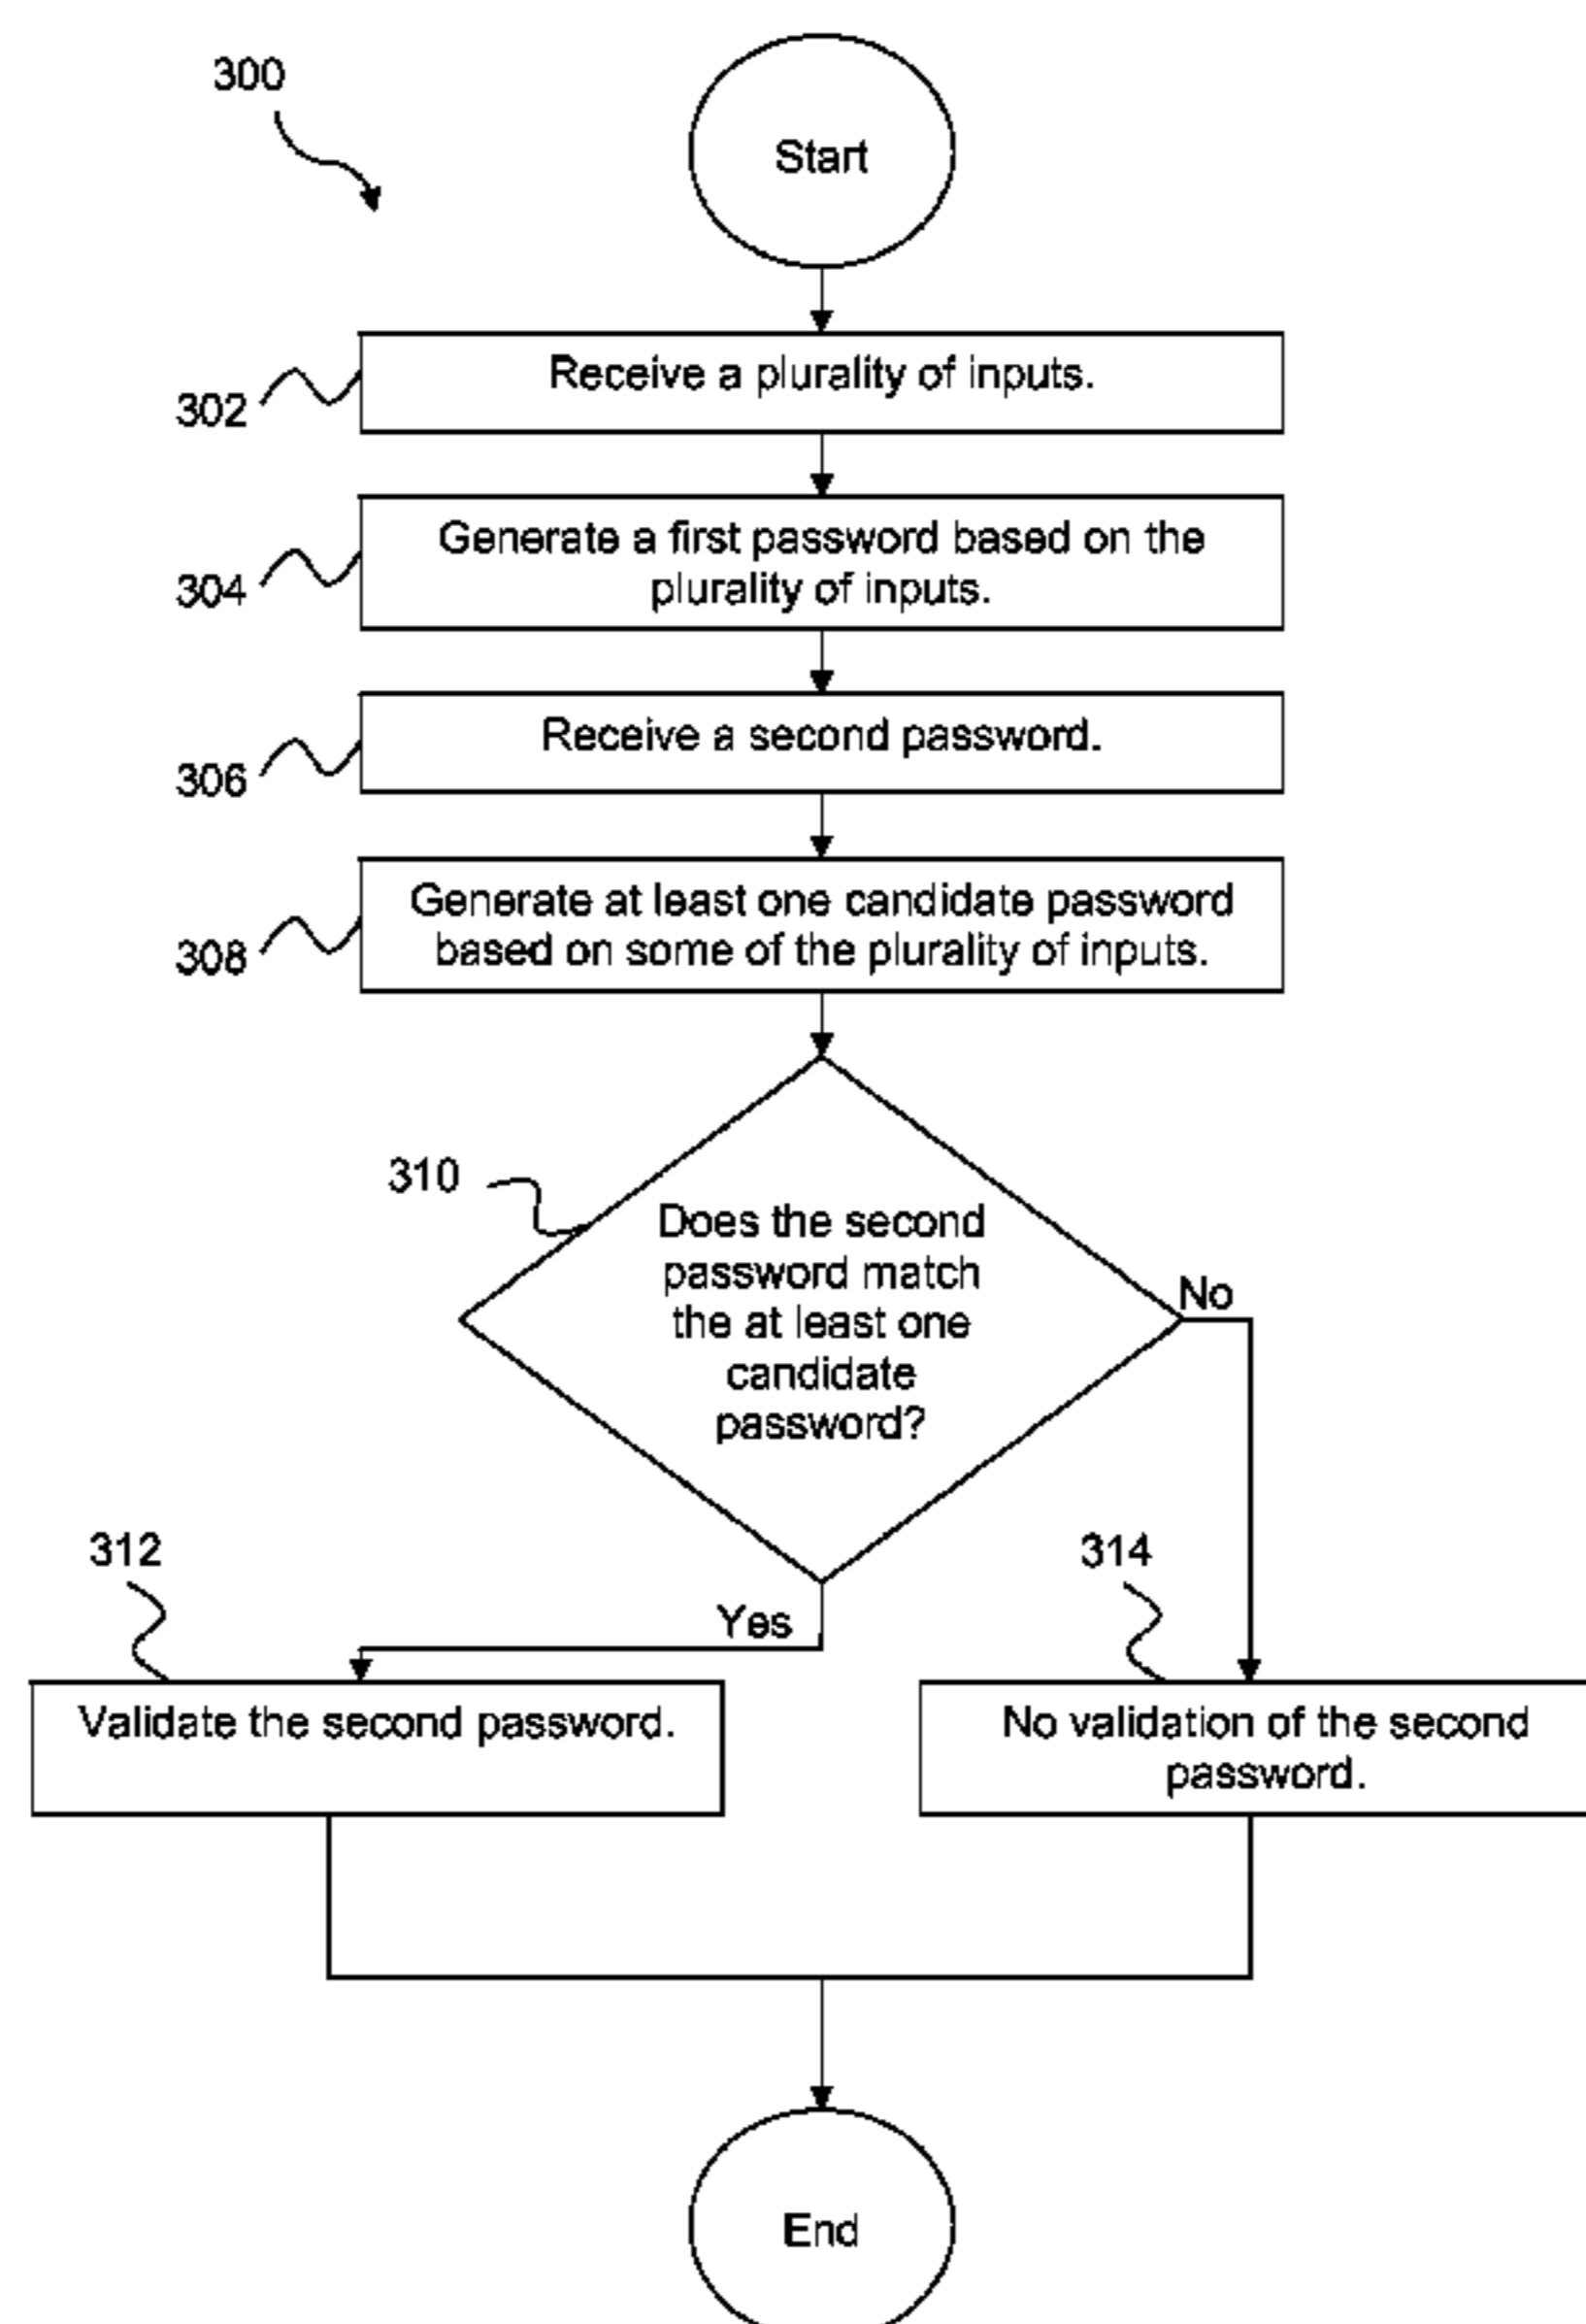 300
Start
302
Receive a plurality of inputs.
304
Generate a first password based on the
plurality of inputs.
306
Receive a second password.
308
Generate at least one candidate password
based on some of the plurality of inputs.
310
Does the second
password match
the at least one
candidate
password?
No
Yes
312
Validate the second password.
314
No validation of the second
password.
End